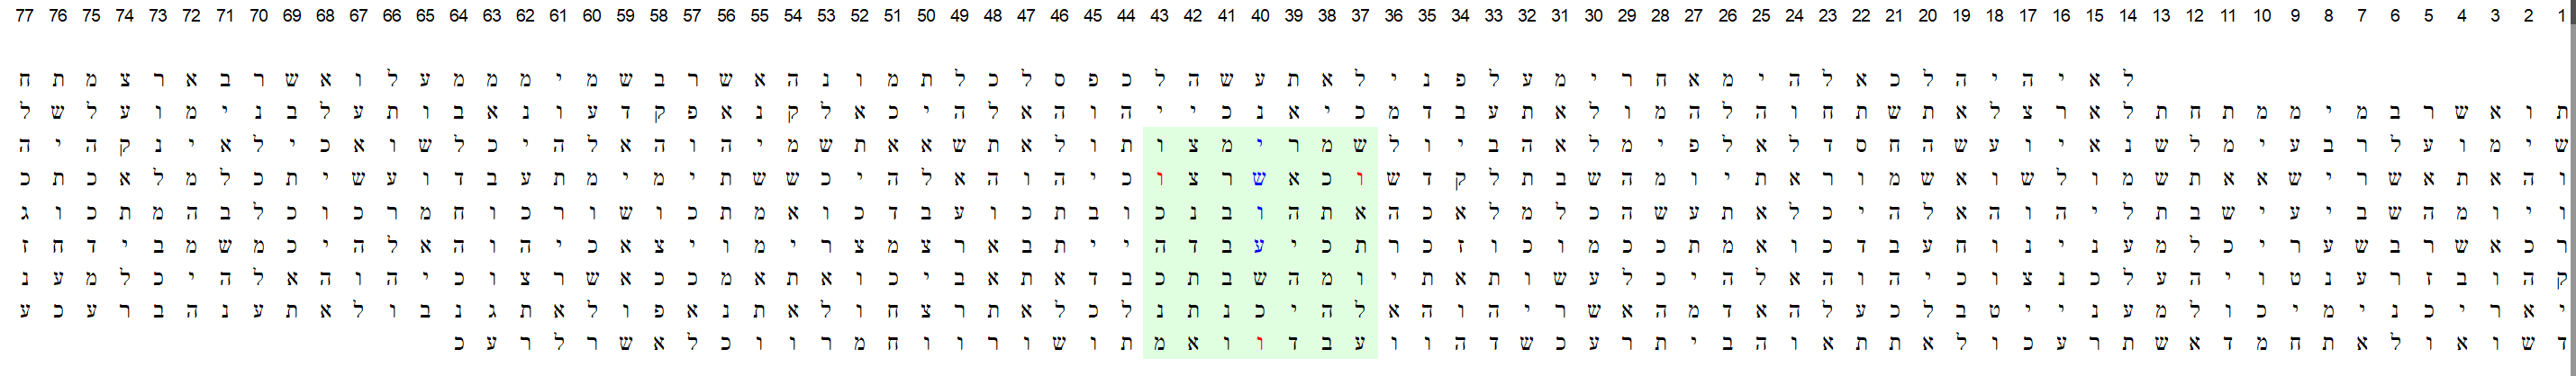 77 76 75 74 73 72 71 70 69 68 67 66 65 64 63 62 61 60 59 58 57 56 55 54 53 52 51 50 49 48 47 46 45 44 43 42 41 40 39 38 37 36 35 34 33 32 31 30 29 28 27 26 25 24 23 22 21 20 19 18 17 16 15 14 13 12 11 10 9 8 7 6 5 4 3 2 1
ל א י ה י ה ל כ א ל ה י מ א ח ר י מ ע ל פ נ י ל א ת ע ש ה ל כ פ ס ל כ ל ת מ ו נ ה א ש ר ב ש מ י מ מ מ ע ל ו א ש ר ב א ר צ מ ת ח
ת ו א ש ר ב מ י מ מ ת ח ת ל א ר צ ל א ת ש ת ח ו ה ל ה מ ו ל א ת ע ב ד מ כ י א נ כ י י ה ו ה א ל ה י כ א ל ק נ א פ ק ד ע ו נ א ב ו ת ע ל ב נ י מ ו ע ל ש ל
ש י מ ו ע ל ר ב ע י מ ל ש נ א י ו ע ש ה ח ס ד ל א ל פ י מ ל א ה ב י ו ל ש מ ר י מ צ ו ת ו ל א ת ש א א ת ש מ י ה ו ה א ל ה י כ ל ש ו א כ י ל א י נ ק ה י ה
ו ה א ת א ש ר י ש א א ת ש מ ו ל ש ו א ש מ ו ר א ת י ו מ ה ש ב ת ל ק ד ש ו כ א ש ר צ ו כ י ה ו ה א ל ה י כ ש ש ת י מ י מ ת ע ב ד ו ע ש י ת כ ל מ ל א כ ת כ
ו י ו מ ה ש ב י ע י ש ב ת ל י ה ו ה א ל ה י כ ל א ת ע ש ה כ ל מ ל א כ ה א ת ה ו ב נ כ ו ב ת כ ו ע ב ד כ ו א מ ת כ ו ש ו ר כ ו ח מ ר כ ו כ ל ב ה מ ת כ ו ג
ר כ א ש ר ב ש ע ר י כ ל מ ע נ י נ ו ח ע ב ד כ ו א מ ת כ כ מ ו כ ו ז כ ר ת כ י ע ב ד ה י י ת ב א ר צ מ צ ר י מ ו י צ א כ י ה ו ה א ל ה י כ מ ש מ ב י ד ח ז
ק ה ו ב ז ר ע נ ט ו י ה ע ל כ נ צ ו כ י ה ו ה א ל ה י כ ל ע ש ו ת א ת י ו מ ה ש ב ת כ ב ד א ת א ב י כ ו א ת א מ כ כ א ש ר צ ו כ י ה ו ה א ל ה י כ ל מ ע נ
י א ר י כ נ י מ י כ ו ל מ ע נ י י ט ב ל כ ע ל ה א ד מ ה א ש ר י ה ו ה א ל ה י כ נ ת נ ל כ ל א ת ר צ ח ו ל א ת נ א פ ו ל א ת ג נ ב ו ל א ת ע נ ה ב ר ע כ ע
ד ש ו א ו ל א ת ח מ ד א ש ת ר ע כ ו ל א ת ת א ו ה ב י ת ר ע כ ש ד ה ו ו ע ב ד ו ו א מ ת ו ש ו ר ו ו ח מ ר ו ו כ ל א ש ר ל ר ע כ